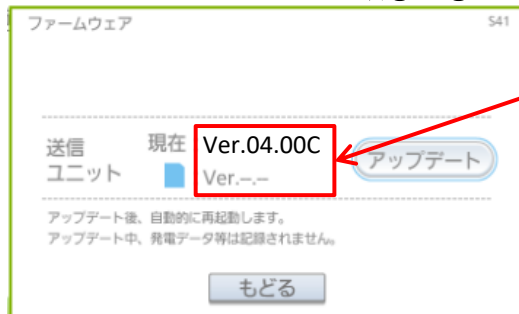 ファームウェア
S41
送信 現在 Ver.04.00C
ユニット Ver.–.–
アップデート
アップデート後、自動的に再起動します。
アップデート中、発電データ等は記録されません。
もどる